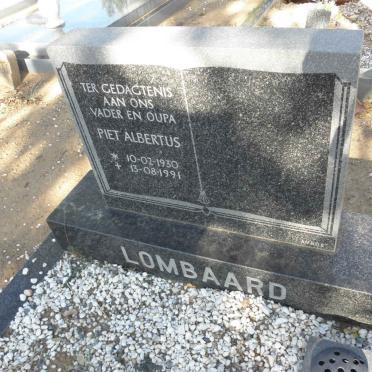 TER GEDAGTENIS
AAN ONS
VADER EN OUPA
PIET ALBERTUS
* 10-02-1930
+ 13-08-1991
LOMBAARD